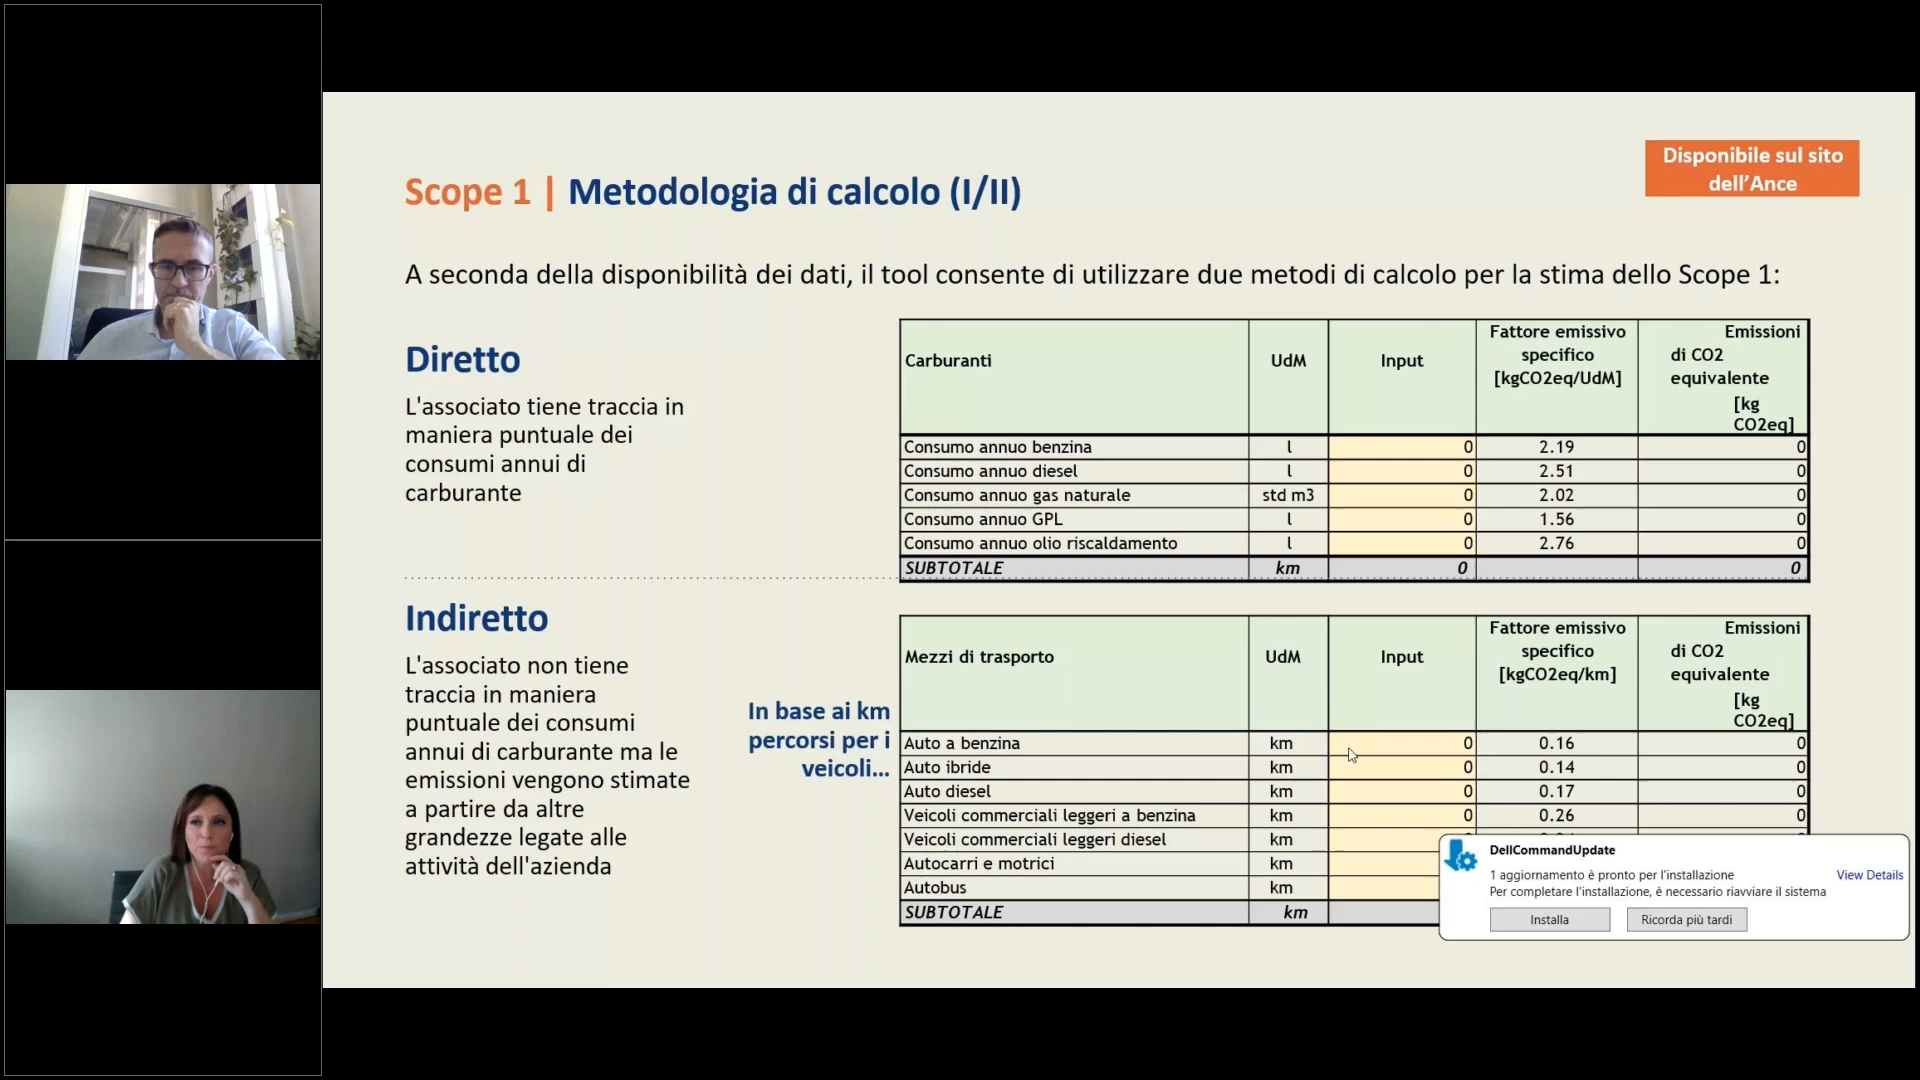 Disponibile sul sito
dell'Ance
Scope 1 | Metodologia di calcolo (I/II)
A seconda della disponibilità dei dati, il tool consente di utilizzare due metodi di calcolo per la stima dello Scope 1:
Diretto
L'associato tiene traccia in
maniera puntuale dei
consumi annui di
carburante
Carburanti UdM Input Fattore emissivo specifico [kgCO2eq/UdM] Emissioni di CO2 equivalente [kg CO2eq]
Consumo annuo benzina l 0 2.19 0
Consumo annuo diesel l 0 2.51 0
Consumo annuo gas naturale std m3 0 2.02 0
Consumo annuo GPL l 0 1.56 0
Consumo annuo olio riscaldamento l 0 2.76 0
SUBTOTALE km 0 0
Indiretto
L'associato non tiene
traccia in maniera
puntuale dei consumi
annui di carburante ma le
emissioni vengono stimate
a partire da altre
grandezze legate alle
attività dell'azienda
In base ai km
percorsi per i
veicoli...
Mezzi di trasporto UdM Input Fattore emissivo specifico [kgCO2eq/km] Emissioni di CO2 equivalente [kg CO2eq]
Auto a benzina km 0 0.16 0
Auto ibride km 0 0.14 0
Auto diesel km 0 0.17 0
Veicoli commerciali leggeri a benzina km 0 0.26 0
Veicoli commerciali leggeri diesel km
Autocarri e motrici km
Autobus km
SUBTOTALE km
DellCommandUpdate
1 aggiornamento è pronto per l'installazione
View Details
Per completare l'installazione, è necessario riavviare il sistema
Installa
Ricorda più tardi